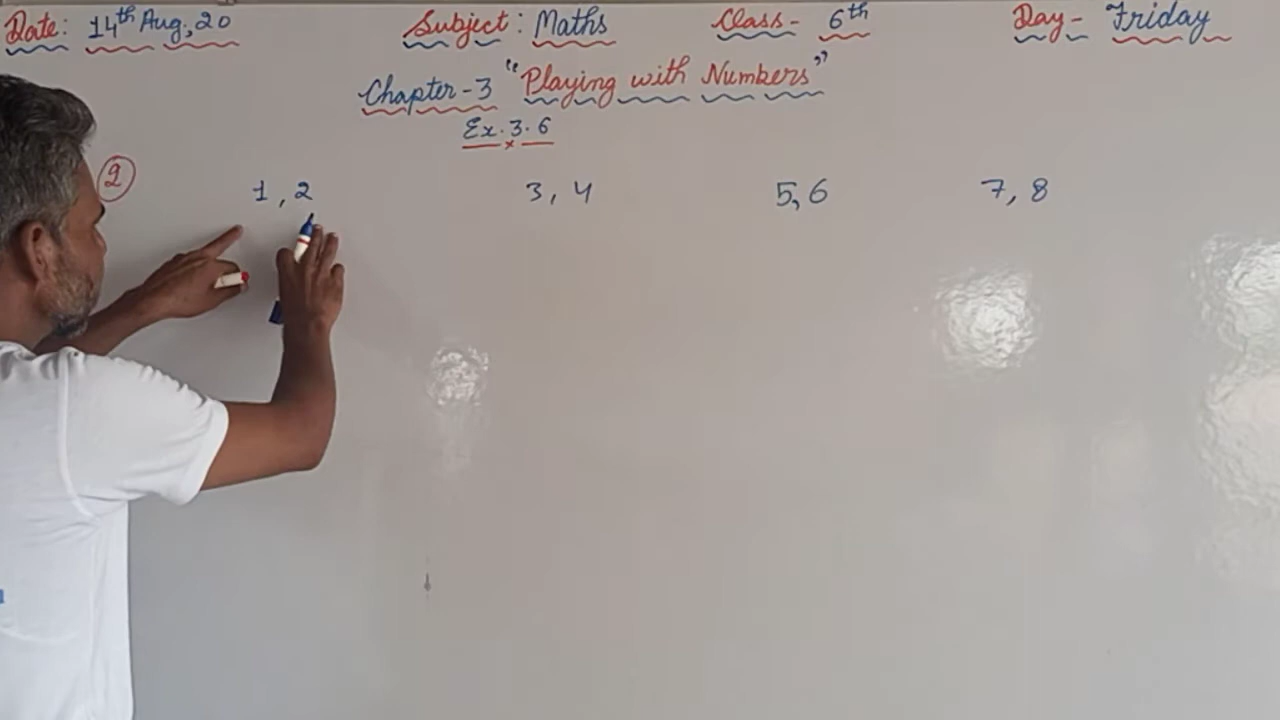 Date: 14th Aug,20 Subject: Maths Class- 6th Day- Friday
Chapter-3 "Playing with Numbers"
Ex. 3.6
2 1, 2 3, 4 5, 6 7, 8